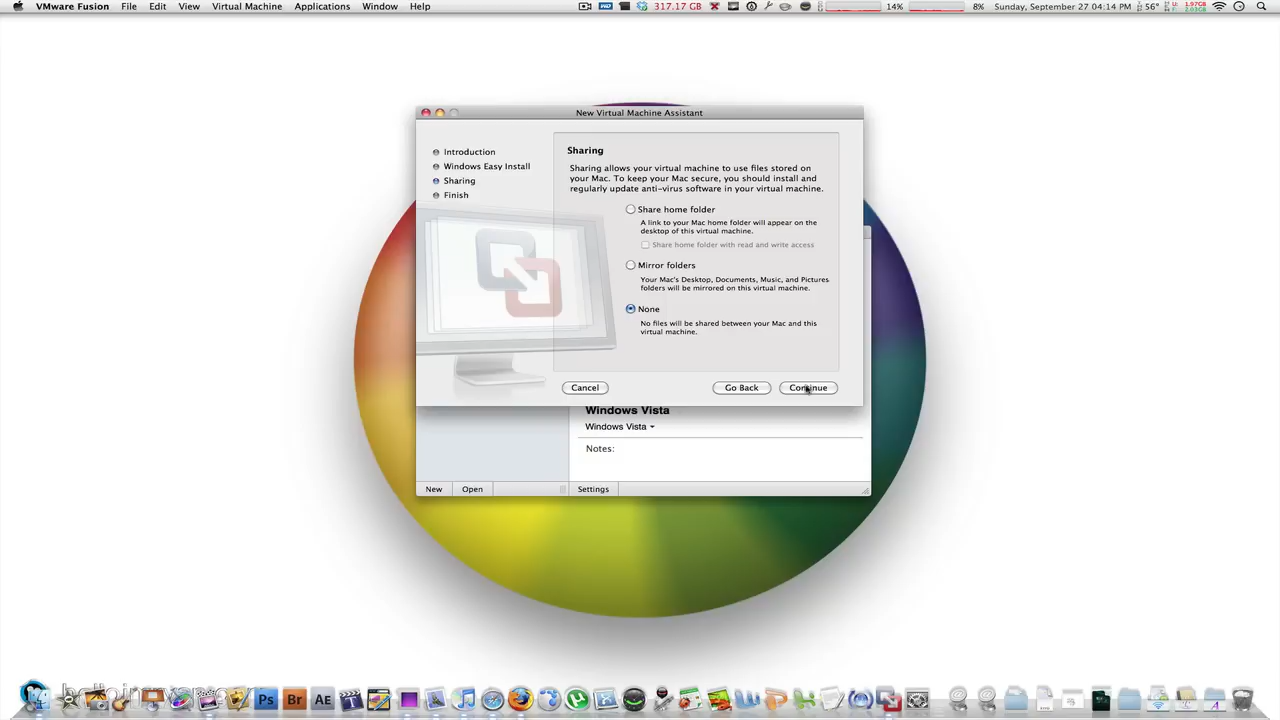 VMware Fusion File Edit View Virtual Machine Applications Window Help 317.17 GB 14% 8% Sunday, September 27 04:14 PM 56°
New Virtual Machine Assistant
Introduction
Windows Easy Install
Sharing
Finish
Sharing
Sharing allows your virtual machine to use files stored on
your Mac. To keep your Mac secure, you should install and
regularly update anti-virus software in your virtual machine.
Share home folder
A link to your Mac home folder will appear on the
desktop of this virtual machine.
Share home folder with read and write access
Mirror folders
Your Mac's Desktop, Documents, Music, and Pictures
folders will be mirrored on this virtual machine.
None
No files will be shared between your Mac and this
virtual machine.
Cancel Go Back Continue
Windows Vista
Windows Vista
Notes:
New Open Settings
Ps Br AE